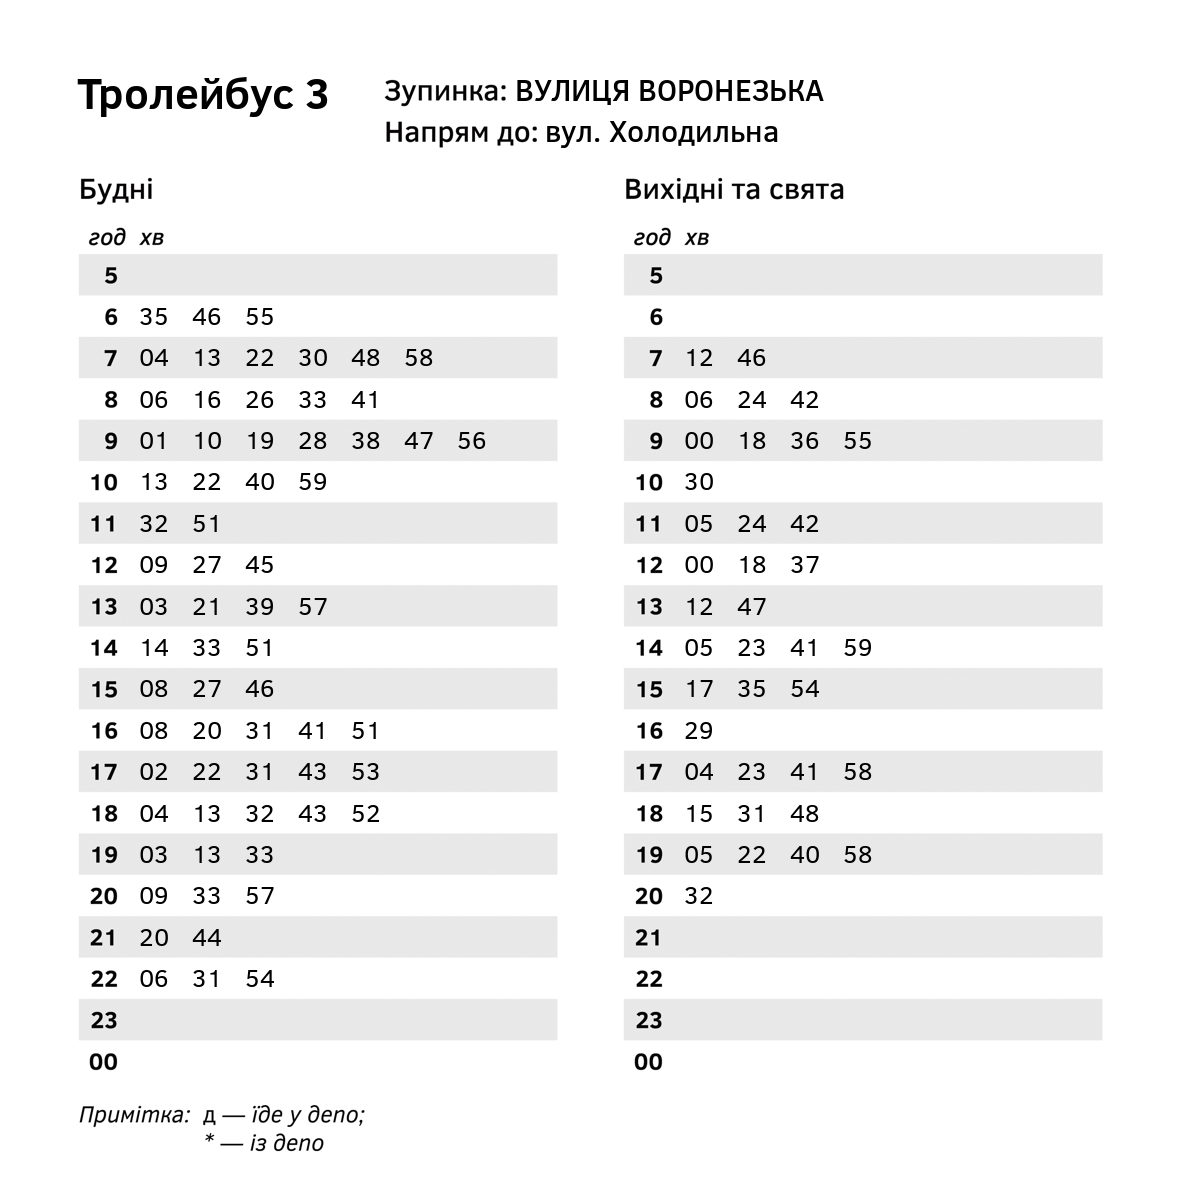 Тролейбус 3
Зупинка: ВУЛИЦЯ ВОРОНЕЗЬКА
Напрям до: вул. Холодильна
Будні
год хв
5
6 35 46 55
7 04 13 22 30 48 58
8 06 16 26 33 41
9 01 10 19 28 38 47 56
10 13 22 40 59
11 32 51
12 09 27 45
13 03 21 39 57
14 14 33 51
15 08 27 46
16 08 20 31 41 51
17 02 22 31 43 53
18 04 13 32 43 52
19 03 13 33
20 09 33 57
21 20 44
22 06 31 54
23
00
Вихідні та свята
год хв
5
6
7 12 46
8 06 24 42
9 00 18 36 55
10 30
11 05 24 42
12 00 18 37
13 12 47
14 05 23 41 59
15 17 35 54
16 29
17 04 23 41 58
18 15 31 48
19 05 22 40 58
20 32
21
22
23
00
Примітка: д — їде у депо;
* — із депо